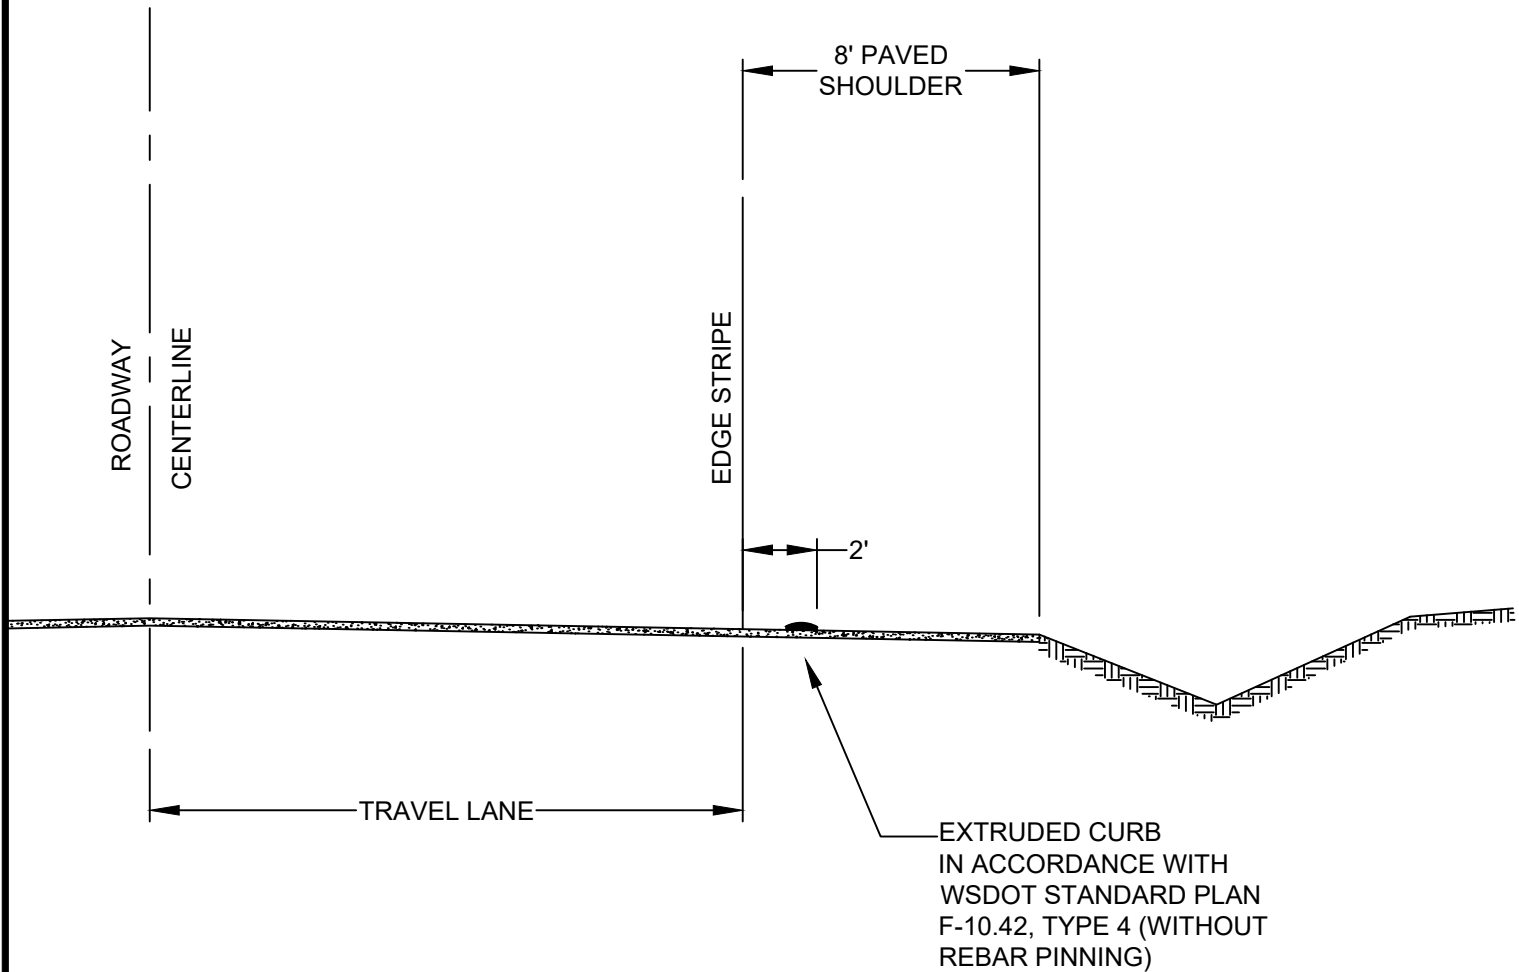 8' PAVED
SHOULDER
ROADWAY
CENTERLINE
EDGE STRIPE
2'
TRAVEL LANE
EXTRUDED CURB
IN ACCORDANCE WITH
WSDOT STANDARD PLAN
F-10.42, TYPE 4 (WITHOUT
REBAR PINNING)